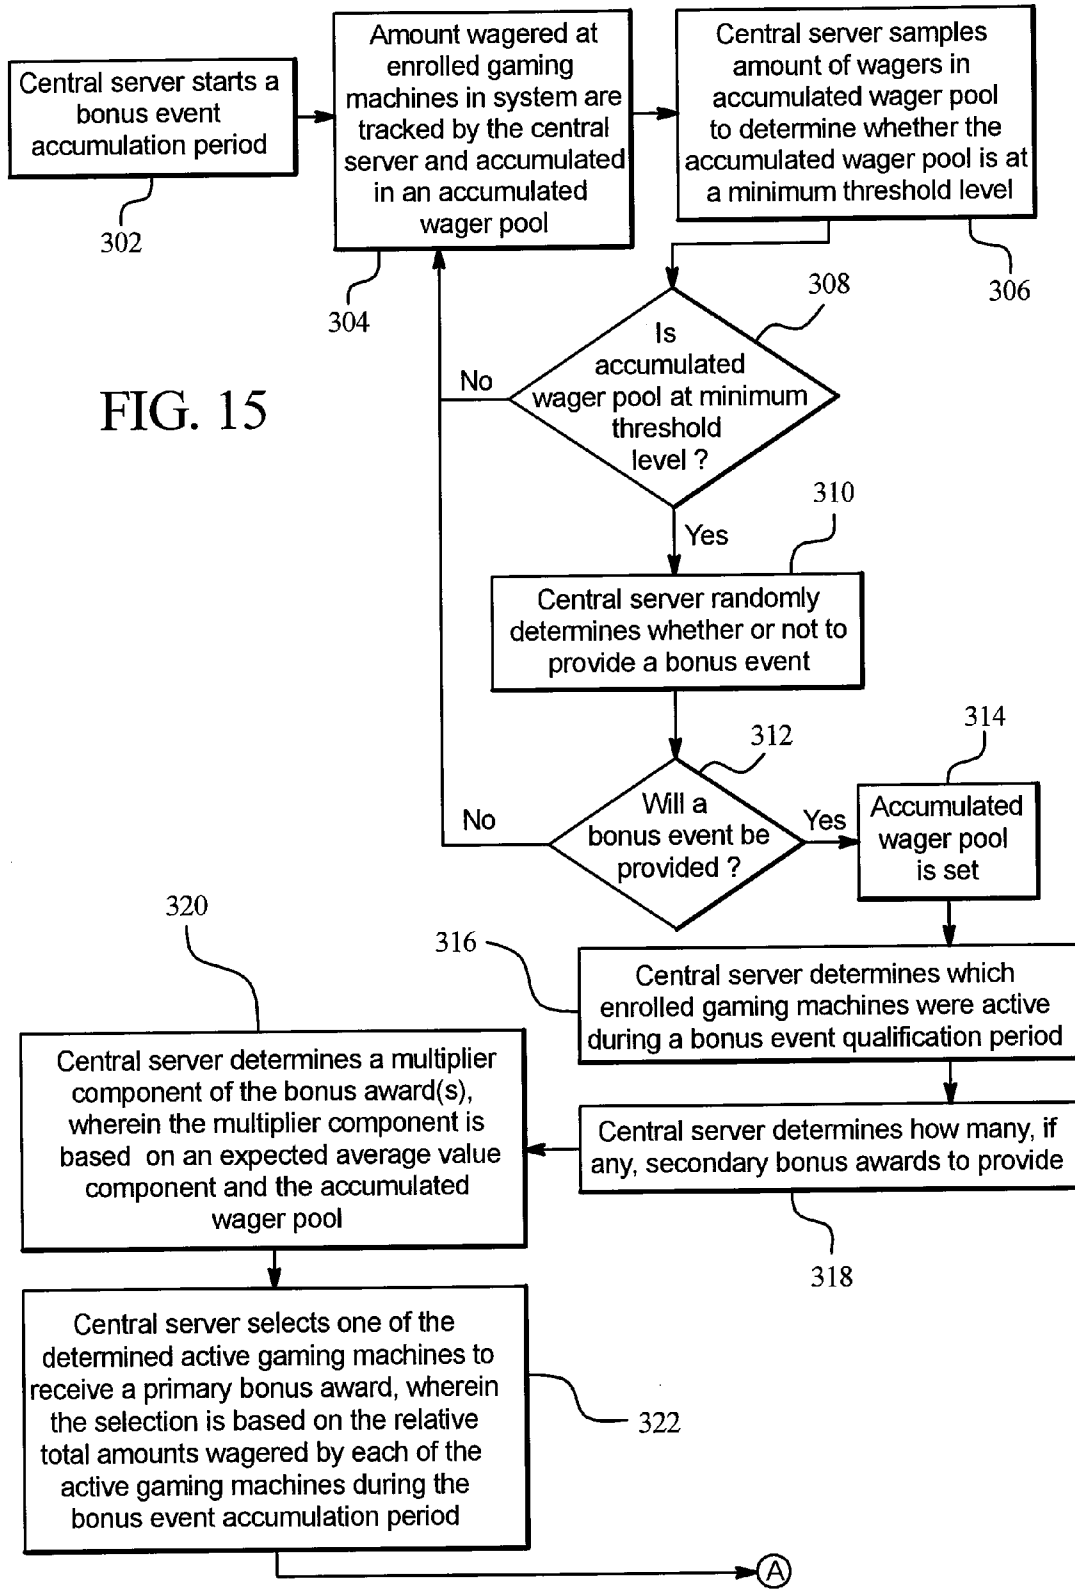 Central server starts a
bonus event
accumulation period
302
Amount wagered at
enrolled gaming
machines in system are
tracked by the central
server and accumulated
in an accumulated
wager pool
304
Central server samples
amount of wagers in
accumulated wager pool
to determine whether the
accumulated wager pool is at
a minimum threshold level
306
FIG. 15
308
Is
accumulated
wager pool at minimum
threshold
level ?
No
Yes
310
Central server randomly
determines whether or not to
provide a bonus event
312
Will a
bonus event be
provided ?
No
Yes
314
Accumulated
wager pool
is set
316
Central server determines which
enrolled gaming machines were active
during a bonus event qualification period
Central server determines how many, if
any, secondary bonus awards to provide
318
320
Central server determines a multiplier
component of the bonus award(s),
wherein the multiplier component is
based on an expected average value
component and the accumulated
wager pool
Central server selects one of the
determined active gaming machines to
receive a primary bonus award, wherein
the selection is based on the relative
total amounts wagered by each of the
active gaming machines during the
bonus event accumulation period
322
A